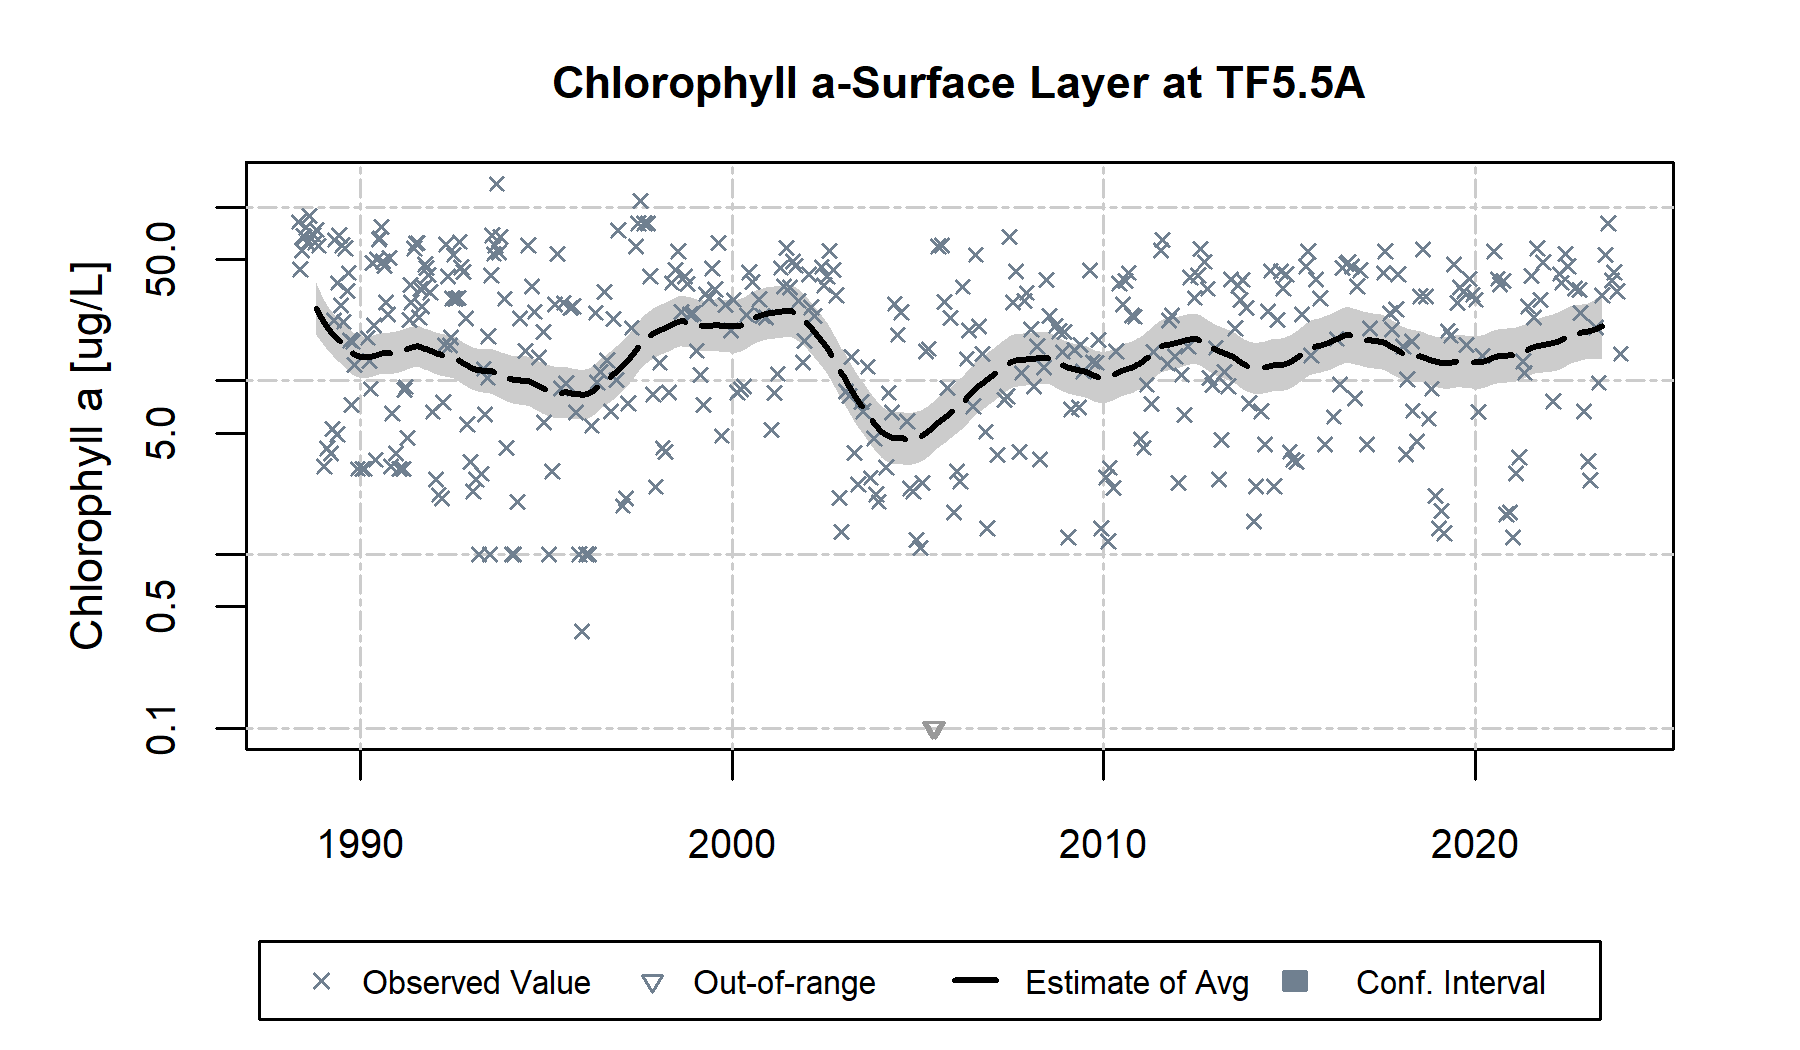 Chlorophyll a-Surface Layer at TF5.5A
Chlorophyll a [ug/L]
50.0
5.0
0.5
0.1
1990 2000 2010 2020
Observed Value Out-of-range Estimate of Avg Conf. Interval